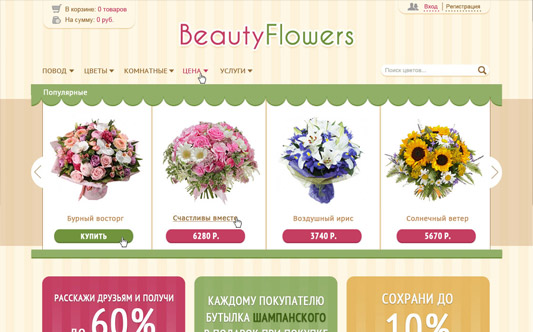 В корзине: 0 товаров
На сумму: 0 руб.
Вход
Регистрация
BeautyFlowers
ПОВОД ЦВЕТЫ КОМНАТНЫЕ ЦЕНА УСЛУГИ
Поиск цветов...
Популярные
Бурный восторг
КУПИТЬ
Счастливы вместе
6280 Р.
Воздушный ирис
3740 Р.
Солнечный ветер
5670 Р.
РАССКАЖИ ДРУЗЬЯМ И ПОЛУЧИ
ДО 60%
КАЖДОМУ ПОКУПАТЕЛЮ
БУТЫЛКА ШАМПАНСКОГО
В ПОДАРОК ПРИ ПОКУПКЕ
СОХРАНИ ДО
10%